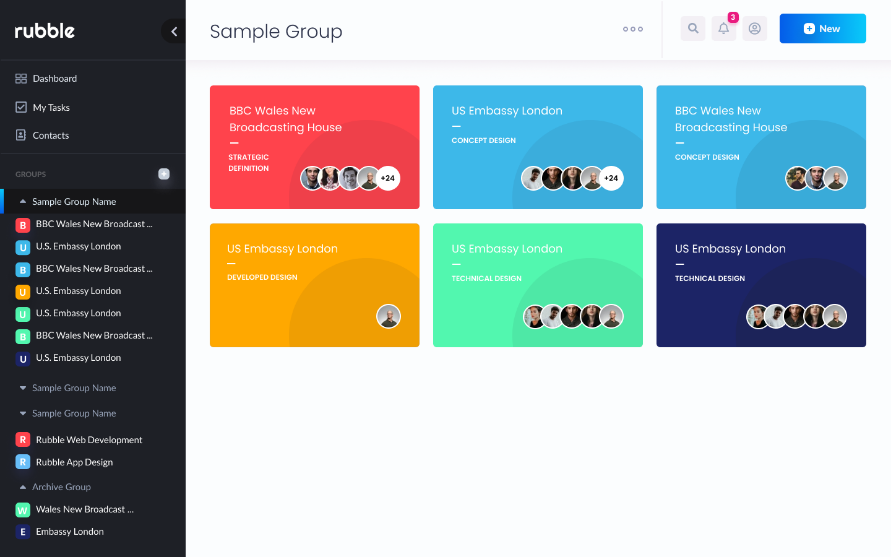 rubble
Sample Group
3
New
Dashboard
My Tasks
Contacts
GROUPS
Sample Group Name
B BBC Wales New Broadcast ...
U U.S. Embassy London
B BBC Wales New Broadcast ...
U U.S. Embassy London
U U.S. Embassy London
B BBC Wales New Broadcast ...
U U.S. Embassy London
Sample Group Name
Sample Group Name
R Rubble Web Development
R Rubble App Design
Archive Group
W Wales New Broadcast ...
E Embassy London
BBC Wales New
Broadcasting House
STRATEGIC
DEFINITION
+24
US Embassy London
CONCEPT DESIGN
+24
BBC Wales New
Broadcasting House
CONCEPT DESIGN
US Embassy London
DEVELOPED DESIGN
US Embassy London
TECHNICAL DESIGN
US Embassy London
TECHNICAL DESIGN